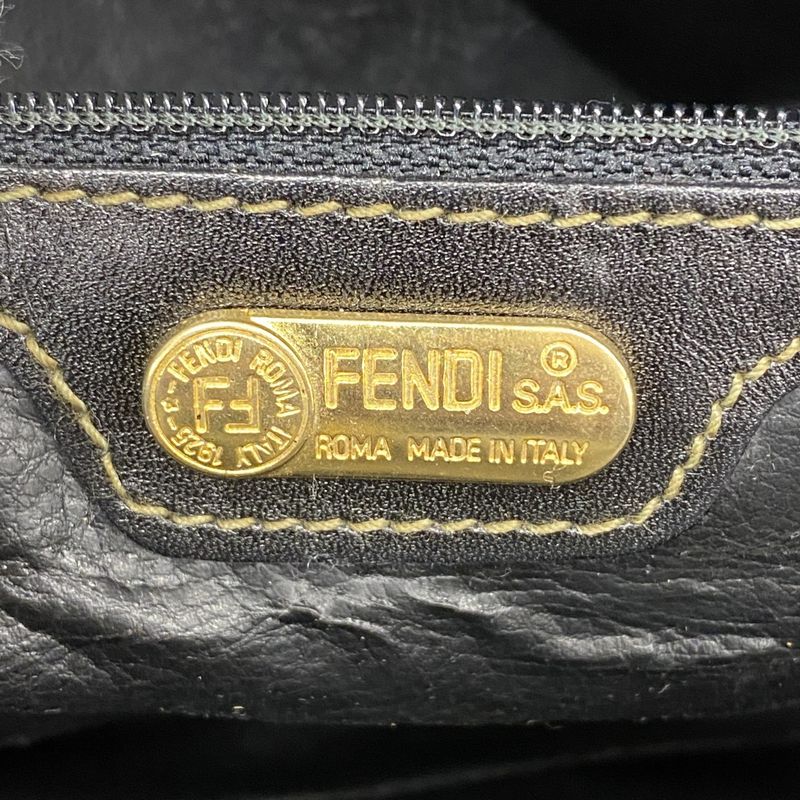 FENDI ROMA ITALY 1925
FF
FENDI ® S.A.S.
ROMA MADE IN ITALY